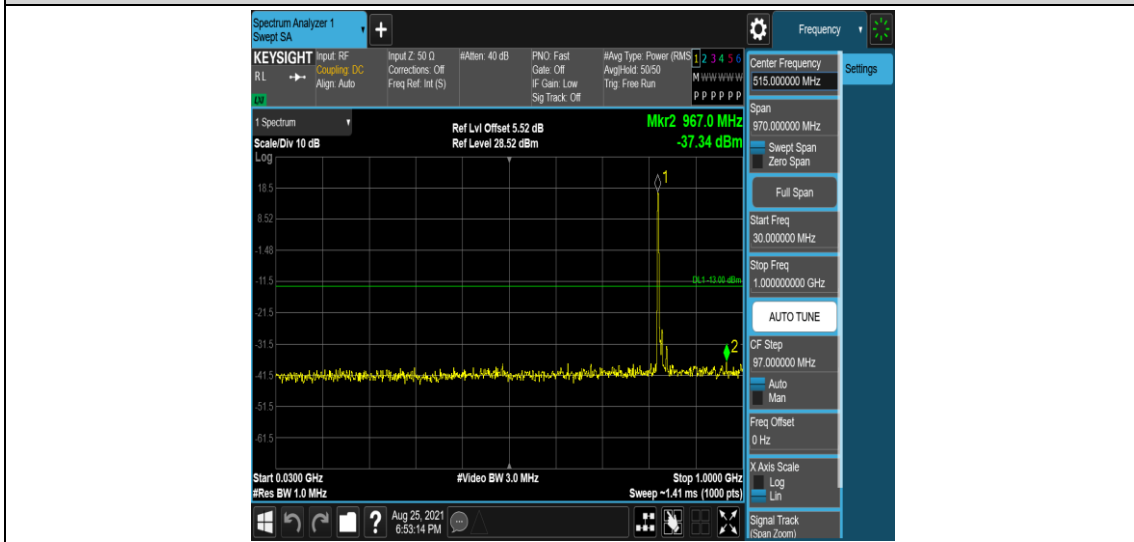 Spectrum Analyzer 1
Swept SA
+
Frequency
KEYSIGHT
RL
LXI
Input: RF
Coupling: DC
Align: Auto
Input Z: 50 Ω
Corrections: Off
Freq Ref: Int (S)
#Atten: 40 dB
PNO: Fast
Gate: Off
IF Gain: Low
Sig Track: Off
#Avg Type: Power (RMS
Avg|Hold: 50/50
Trig: Free Run
1 2 3 4 5 6
M W W W W W
P P P P P P
1 Spectrum
Scale/Div 10 dB
Ref Lvl Offset 5.52 dB
Ref Level 28.52 dBm
Mkr2 967.0 MHz
-37.34 dBm
Log
18.5
8.52
-1.48
-11.5
-21.5
-31.5
-41.5
-51.5
-61.5
1
DL1 -13.00 dBm
2
Start 0.0300 GHz
#Res BW 1.0 MHz
#Video BW 3.0 MHz
Stop 1.0000 GHz
Sweep ~1.41 ms (1000 pts)
Center Frequency
515.000000 MHz
Settings
Span
970.000000 MHz
Swept Span
Zero Span
Full Span
Start Freq
30.000000 MHz
Stop Freq
1.000000000 GHz
AUTO TUNE
CF Step
97.000000 MHz
Auto
Man
Freq Offset
0 Hz
X Axis Scale
Log
Lin
Signal Track
(Span Zoom)
?
Aug 25, 2021
6:53:14 PM